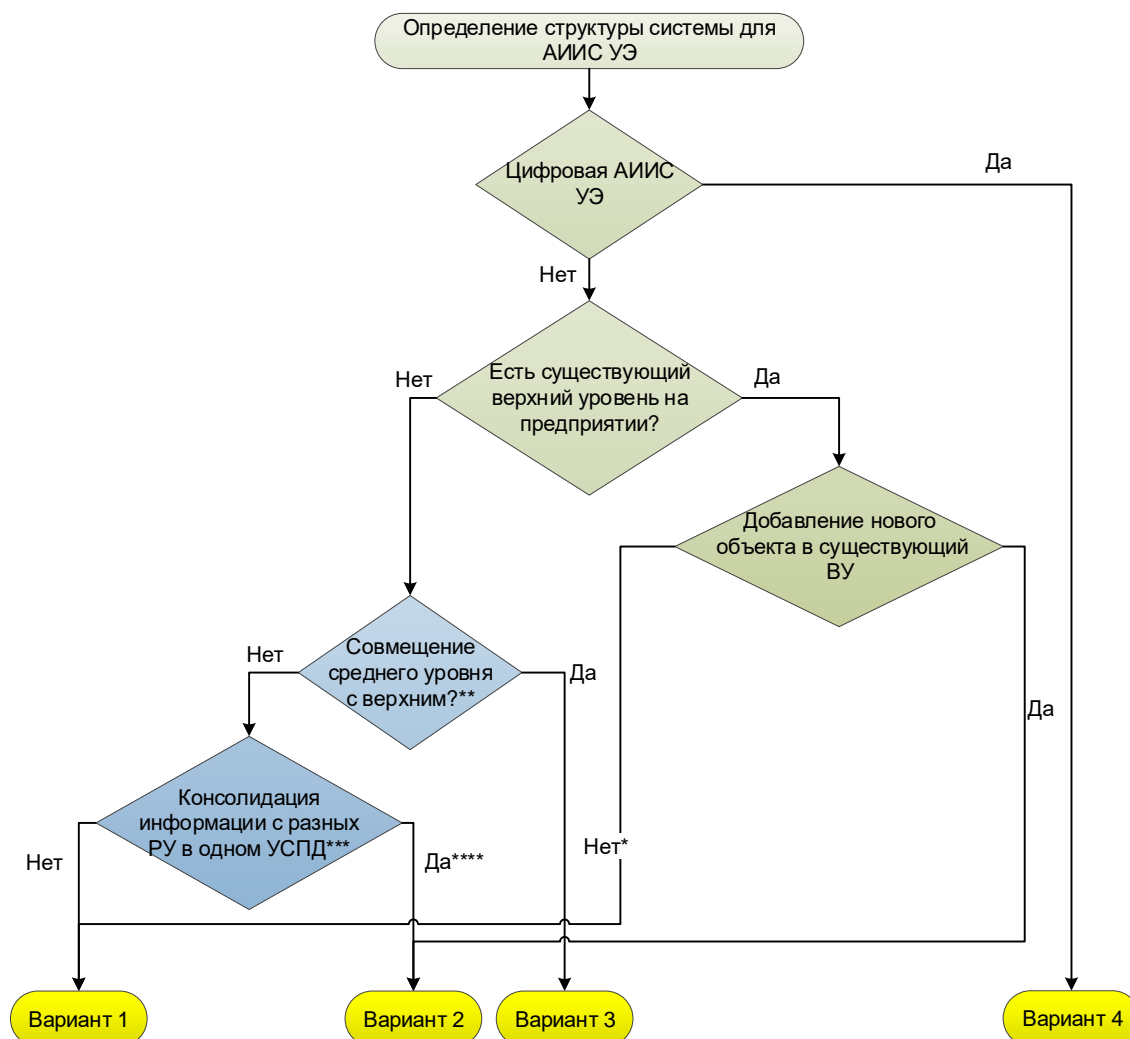 Определение структуры системы для
АИИС УЭ
Цифровая АИИС
УЭ
Да
Нет
Есть существующий
верхний уровень на
предприятии?
Нет
Да
Добавление нового
объекта в существующий
ВУ
Совмещение
среднего уровня
с верхним?**
Нет
Да
Да
Консолидация
информации с разных
РУ в одном УСПД***
Нет
Да****
Нет*
Вариант 1
Вариант 2
Вариант 3
Вариант 4